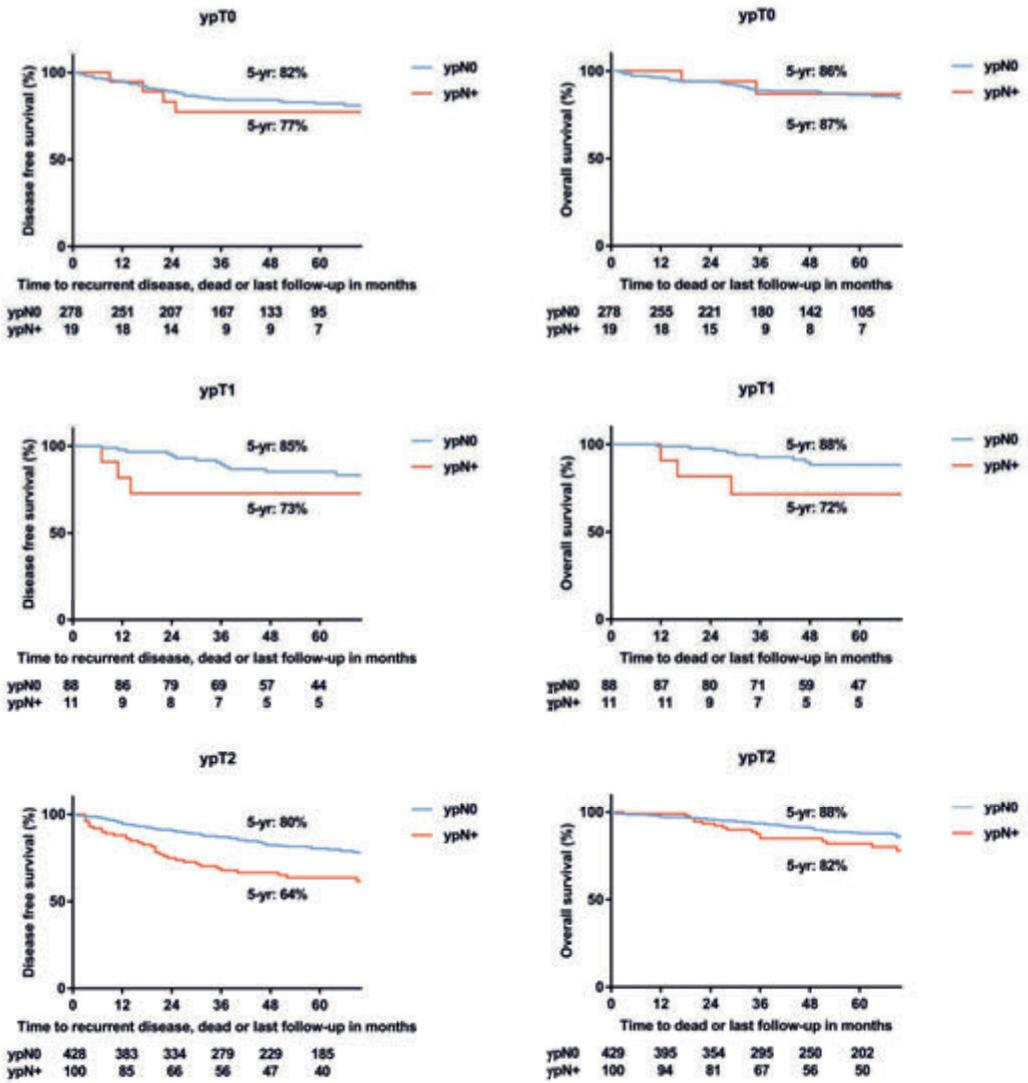 ypT0
Disease free survival (%)
100
50
0
5-yr: 82%
5-yr: 77%
ypN0
ypN+
0 12 24 36 48 60
Time to recurrent disease, dead or last follow-up in months
ypN0 278 251 207 167 133 95
ypN+ 19 18 14 9 9 7
ypT0
Overall survival (%)
100
50
0
5-yr: 86%
5-yr: 87%
ypN0
ypN+
0 12 24 36 48 60
Time to dead or last follow-up in months
ypN0 278 255 221 180 142 105
ypN+ 19 18 15 9 8 7
ypT1
Disease free survival (%)
100
50
0
5-yr: 85%
5-yr: 73%
ypN0
ypN+
0 12 24 36 48 60
Time to recurrent disease, dead or last follow-up in months
ypN0 88 86 79 69 57 44
ypN+ 11 9 8 7 5 5
ypT1
Overall survival (%)
100
50
0
5-yr: 88%
5-yr: 72%
ypN0
ypN+
0 12 24 36 48 60
Time to dead or last follow-up in months
ypN0 88 87 80 71 59 47
ypN+ 11 11 9 7 5 5
ypT2
Disease free survival (%)
100
50
0
5-yr: 80%
5-yr: 64%
ypN0
ypN+
0 12 24 36 48 60
Time to recurrent disease, dead or last follow-up in months
ypN0 428 383 334 279 229 185
ypN+ 100 85 66 56 47 40
ypT2
Overall survival (%)
100
50
0
5-yr: 88%
5-yr: 82%
ypN0
ypN+
0 12 24 36 48 60
Time to dead or last follow-up in months
ypN0 429 395 354 295 250 202
ypN+ 100 94 81 67 56 50